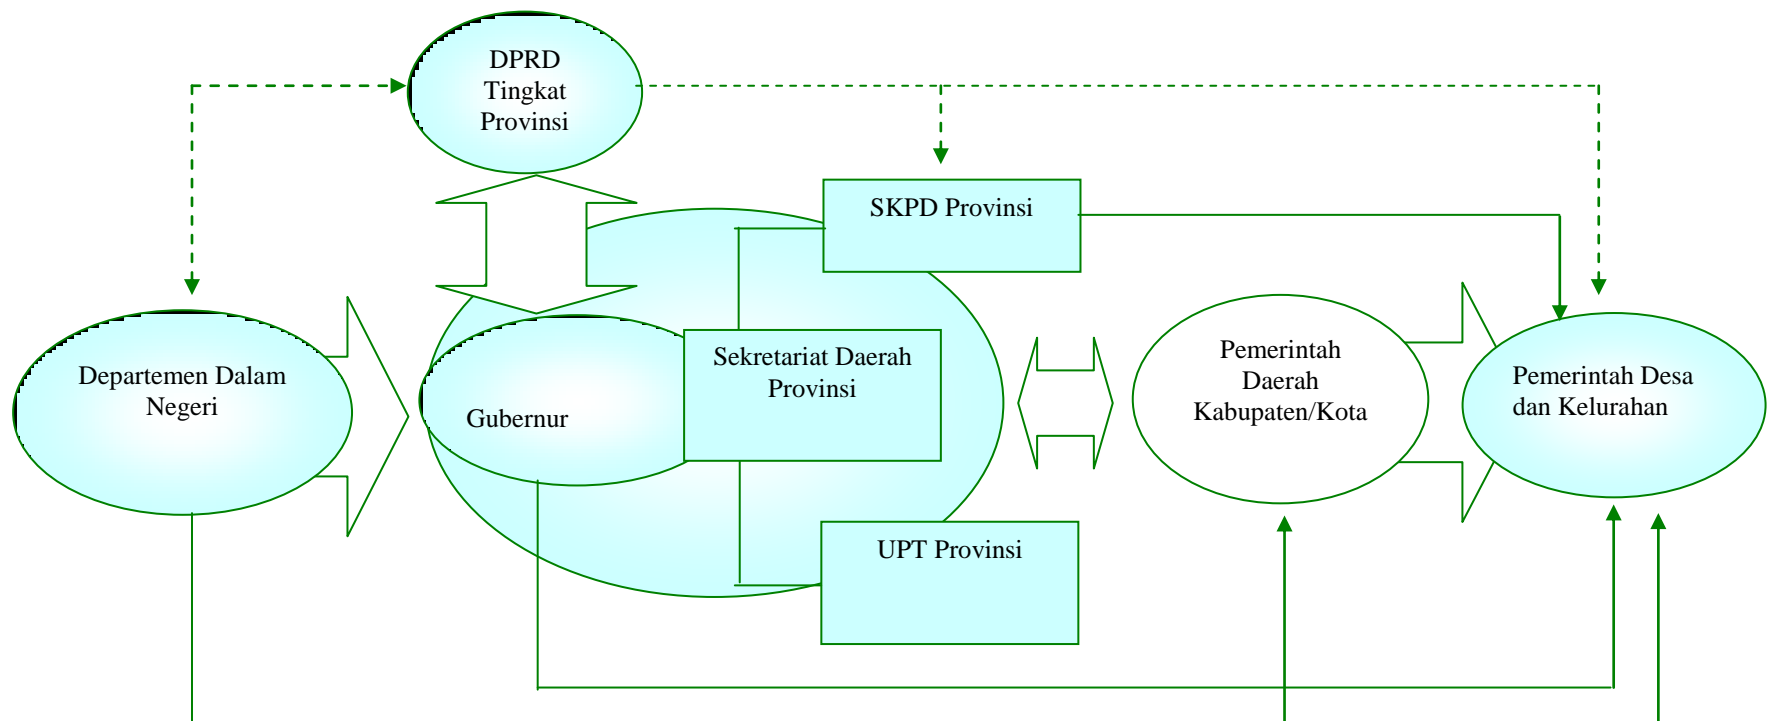 DPRD
Tingkat
Provinsi
SKPD Provinsi
Departemen Dalam
Negeri
Gubernur
Sekretariat Daerah
Provinsi
Pemerintah
Daerah
Kabupaten/Kota
Pemerintah Desa
dan Kelurahan
UPT Provinsi